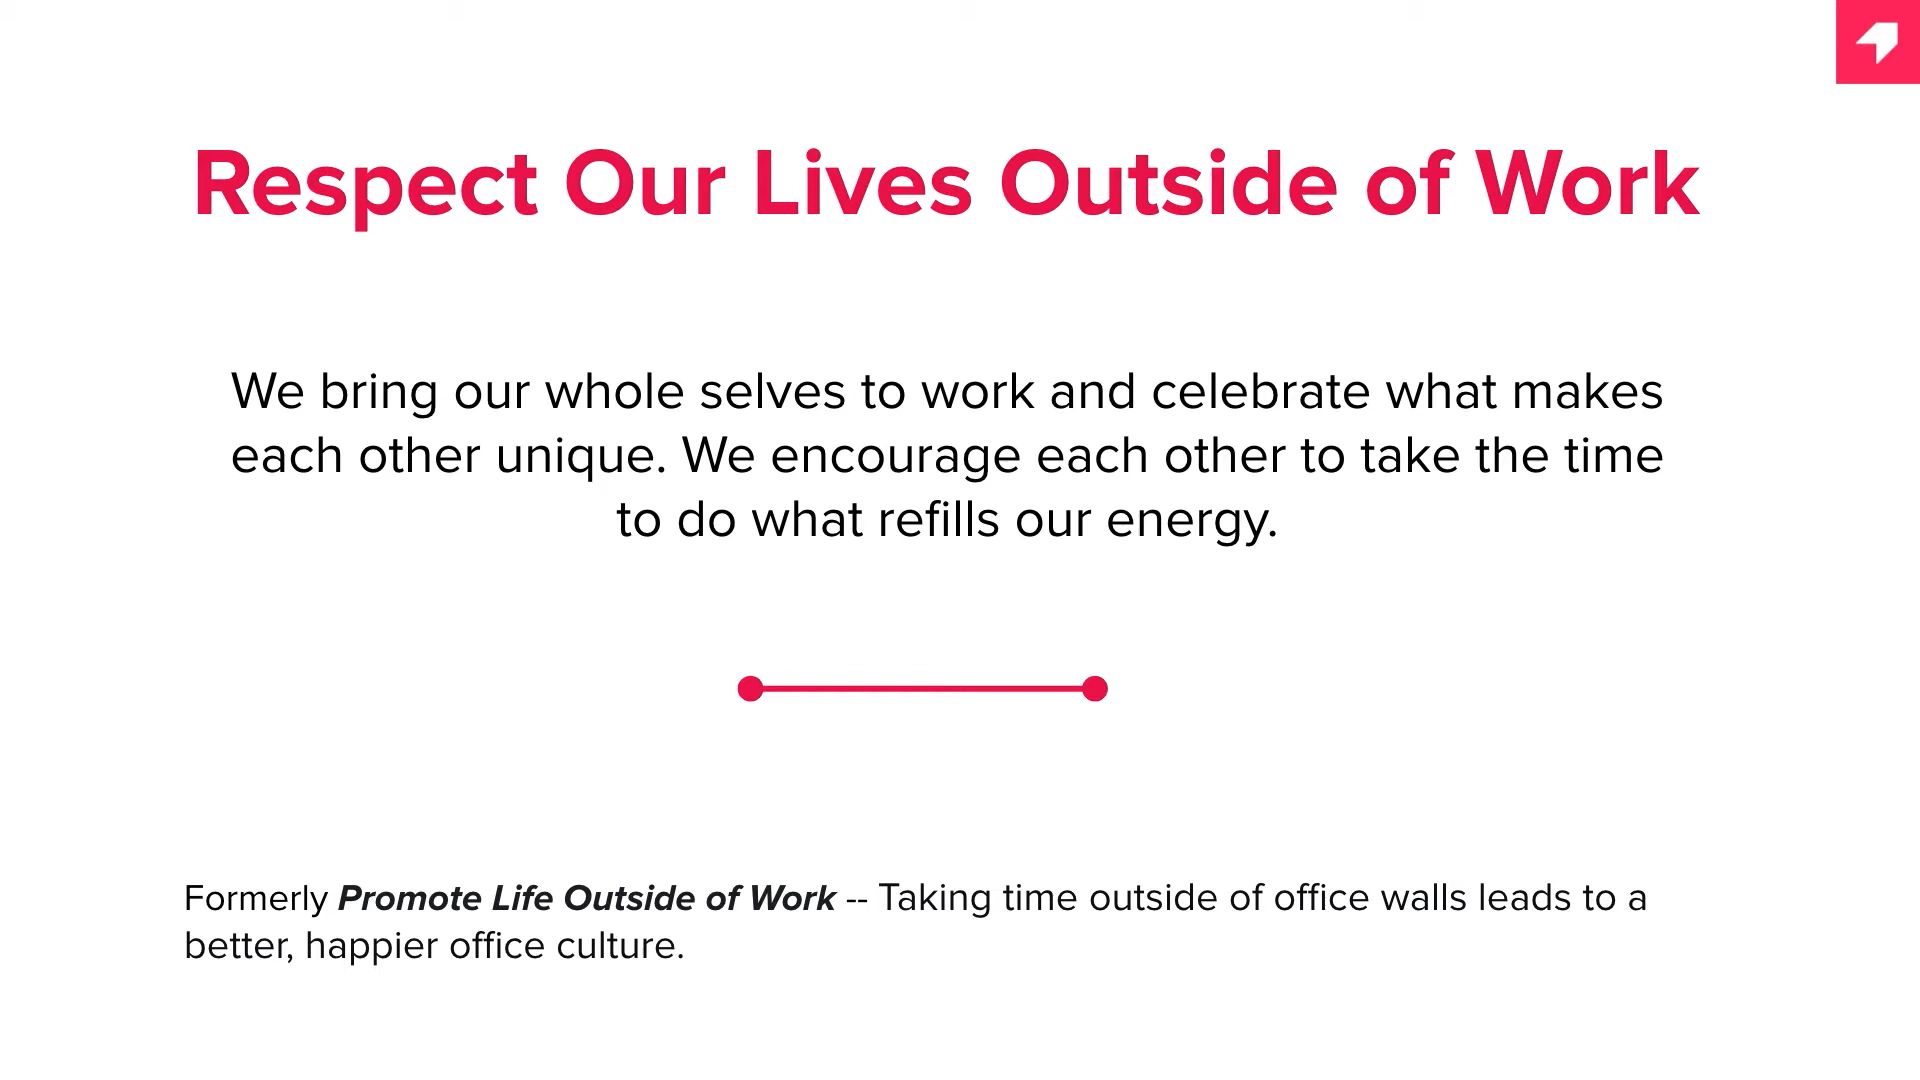 Respect Our Lives Outside of Work
We bring our whole selves to work and celebrate what makes
each other unique. We encourage each other to take the time
to do what refills our energy.
Formerly Promote Life Outside of Work -- Taking time outside of office walls leads to a
better, happier office culture.